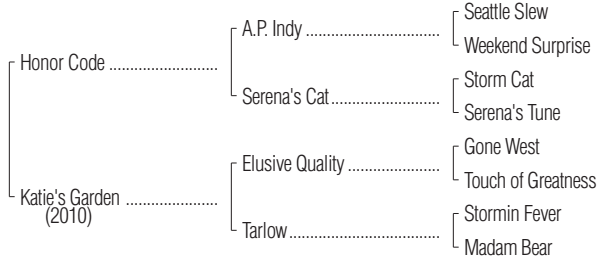 Seattle Slew
A.P. Indy ..............................
Weekend Surprise
Honor Code ........................
Storm Cat
Serena's Cat........................
Serena's Tune
Gone West
Elusive Quality ....................
Touch of Greatness
Katie's Garden ....................
(2010)
Stormin Fever
Tarlow.................................
Madam Bear